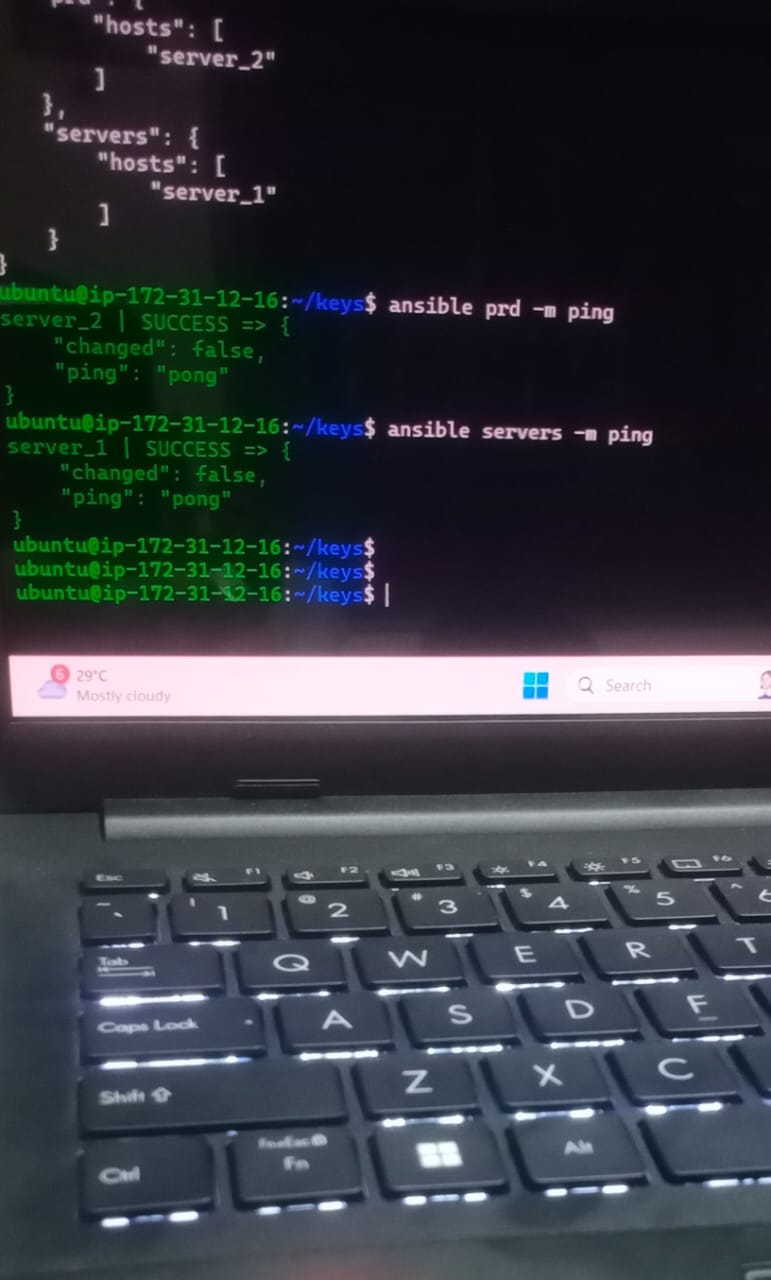 "hosts": [
"server_2"
]
},
"servers": {
"hosts": [
"server_1"
]
}
}
ubuntu@ip-172-31-12-16:~/keys$ ansible prd -m ping
server_2 | SUCCESS => {
"changed": false,
"ping": "pong"
}
ubuntu@ip-172-31-12-16:~/keys$ ansible servers -m ping
server_1 | SUCCESS => {
"changed": false,
"ping": "pong"
}
ubuntu@ip-172-31-12-16:~/keys$
ubuntu@ip-172-31-12-16:~/keys$
ubuntu@ip-172-31-12-16:~/keys$
6 29°C
Mostly cloudy
Search
Esc F1 F2 F3 F4 F5 F6
~ ` ! 1 @ 2 # 3 $ 4 % 5 ^ 6
Tab Q W E R T
Caps Lock A S D F
Shift Z X C
Ctrl Fn Alt